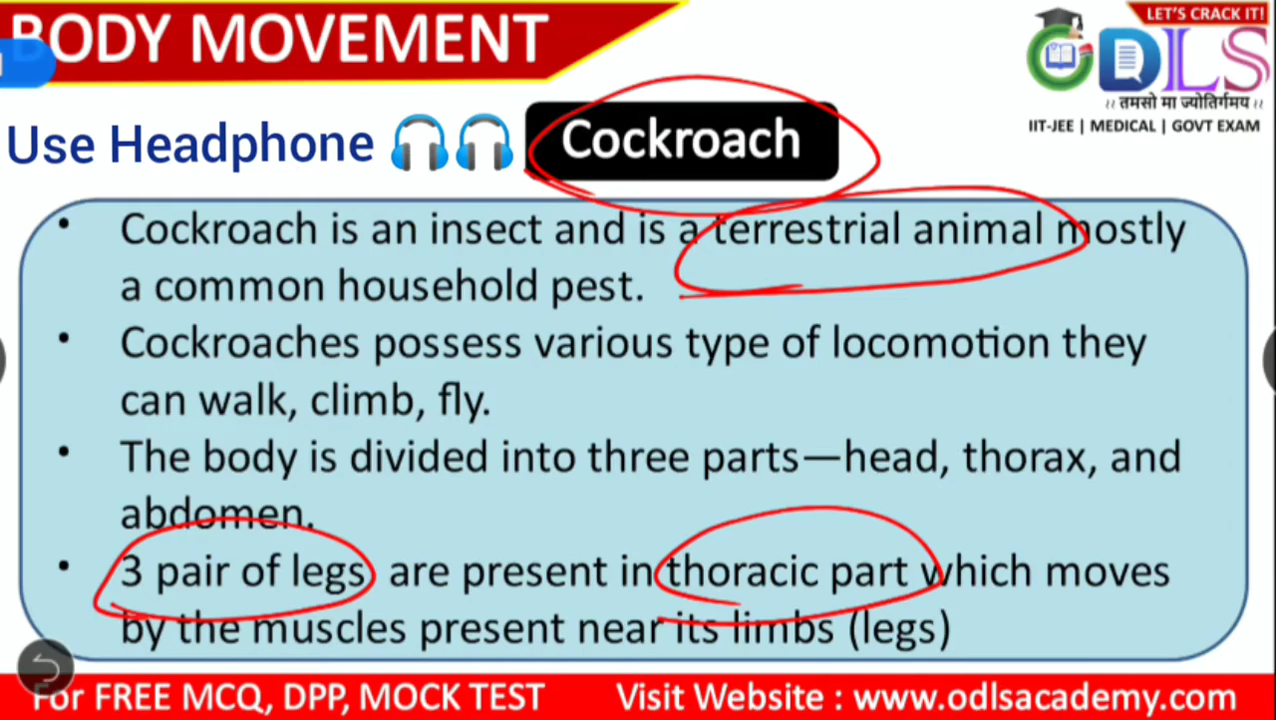 BODY MOVEMENT
LET'S CRACK IT!
DLS
।। तमसो मा ज्योतिर्गमय ।।
IIT-JEE | MEDICAL | GOVT EXAM
Use Headphone 🎧🎧
Cockroach
• Cockroach is an insect and is a terrestrial animal mostly
a common household pest.
• Cockroaches possess various type of locomotion they
can walk, climb, fly.
• The body is divided into three parts—head, thorax, and
abdomen.
• 3 pair of legs are present in thoracic part which moves
by the muscles present near its limbs (legs)
For FREE MCQ, DPP, MOCK TEST Visit Website : www.odlsacademy.com